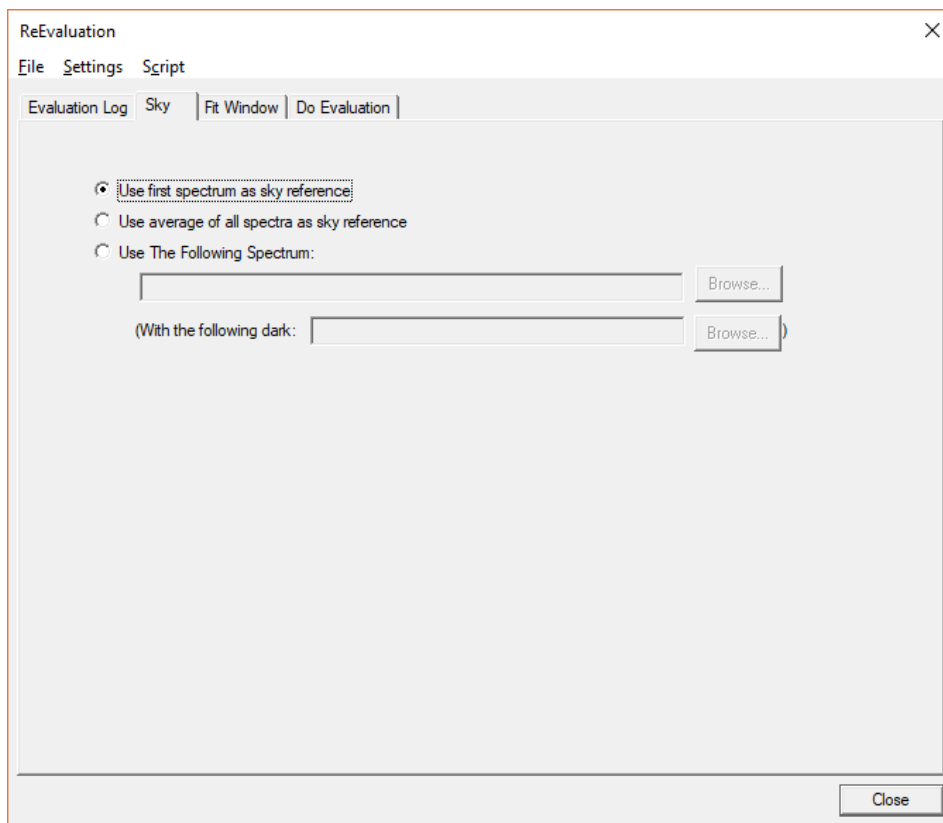 ReEvaluation
File Settings Script
Evaluation Log Sky Fit Window Do Evaluation
Use first spectrum as sky reference
Use average of all spectra as sky reference
Use The Following Spectrum:
Browse...
(With the following dark: Browse... )
Close